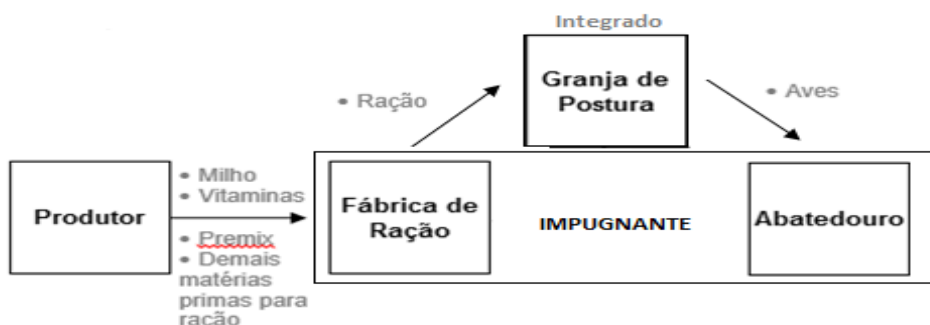 Integrado
Granja de
Postura
• Ração
• Aves
Produtor
• Milho
• Vitaminas
• Premix
• Demais
matérias
primas para
ração
Fábrica de
Ração
IMPUGNANTE
Abatedouro